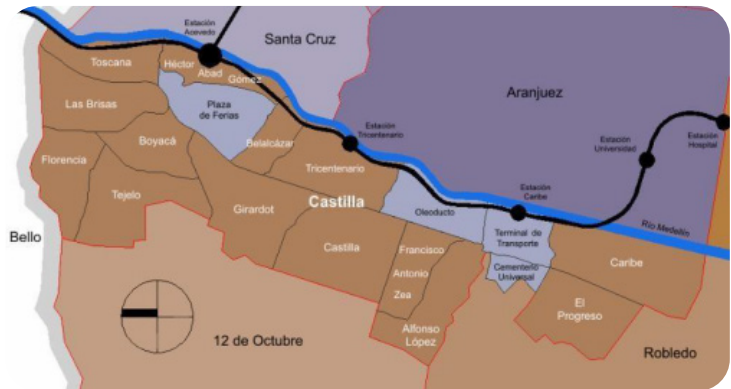 Estación
Acevedo
Santa Cruz
Toscana
Héctor
Abad
Gómez
Aranjuez
Las Brisas
Plaza
de Ferias
Estación
Tricentenario
Estación
Universidad
Estación
Hospital
Boyacá
Belalcázar
Florencia
Tricentenario
Tejelo
Girardot
Castilla
Oleoducto
Estación
Caribe
Río Medellín
Bello
Castilla
Francisco
Antonio
Zea
Terminal de
Transporte
Cementerio
Universal
Caribe
El
Progreso
Alfonso
López
12 de Octubre
Robledo